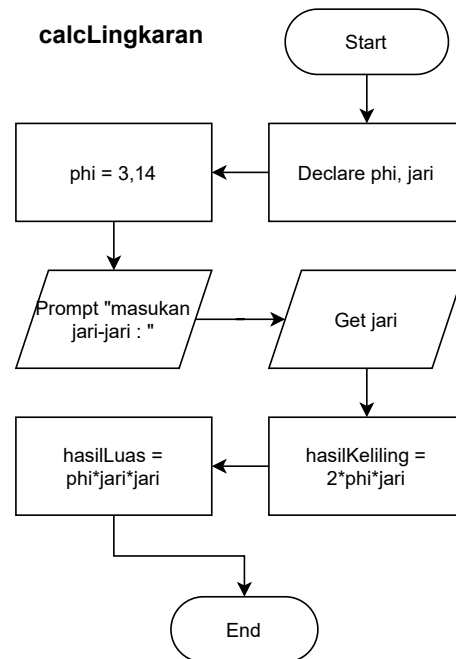 calcLingkaran
Start
Declare phi, jari
phi = 3,14
Prompt "masukan
jari-jari : "
Get jari
hasilKeliling =
2*phi*jari
hasilLuas =
phi*jari*jari
End